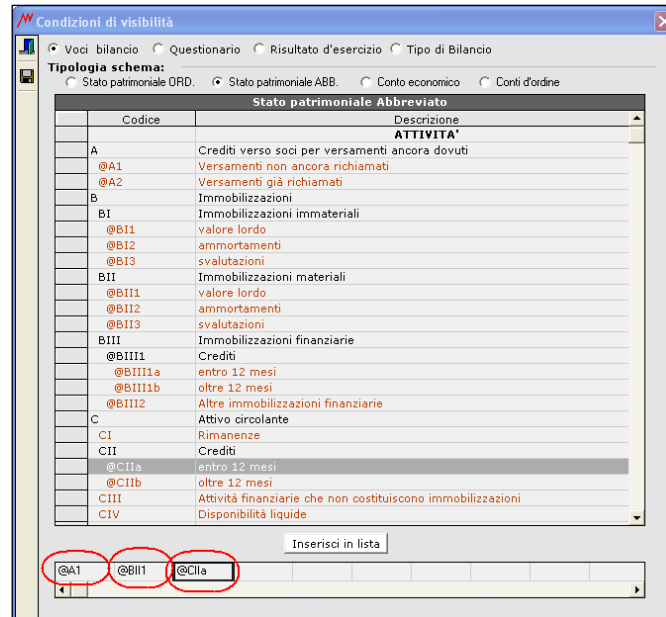 Condizioni di visibilità
Voci bilancio Questionario Risultato d'esercizio Tipo di Bilancio
Tipologia schema:
Stato patrimoniale ORD. Stato patrimoniale ABB. Conto economico Conti d'ordine
Stato patrimoniale Abbreviato
Codice Descrizione
ATTIVITA'
A Crediti verso soci per versamenti ancora dovuti
@A1 Versamenti non ancora richiamati
@A2 Versamenti già richiamati
B Immobilizzazioni
BI Immobilizzazioni immateriali
@BI1 valore lordo
@BI2 ammortamenti
@BI3 svalutazioni
BII Immobilizzazioni materiali
@BII1 valore lordo
@BII2 ammortamenti
@BII3 svalutazioni
BIII Immobilizzazioni finanziarie
@BIII1 Crediti
@BIII1a entro 12 mesi
@BIII1b oltre 12 mesi
@BIII2 Altre immobilizzazioni finanziarie
C Attivo circolante
CI Rimanenze
CII Crediti
@CIIa entro 12 mesi
@CIIb oltre 12 mesi
CIII Attività finanziarie che non costituiscono immobilizzazioni
CIV Disponibilità liquide
Inserisci in lista
@A1 @BII1 @CIIa